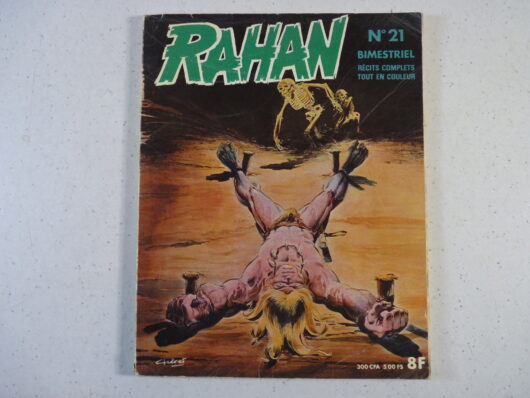 RAHAN
N° 21
BIMESTRIEL
RÉCITS COMPLETS
TOUT EN COULEUR
Chéret
300 CFA 5'00 FS 8F